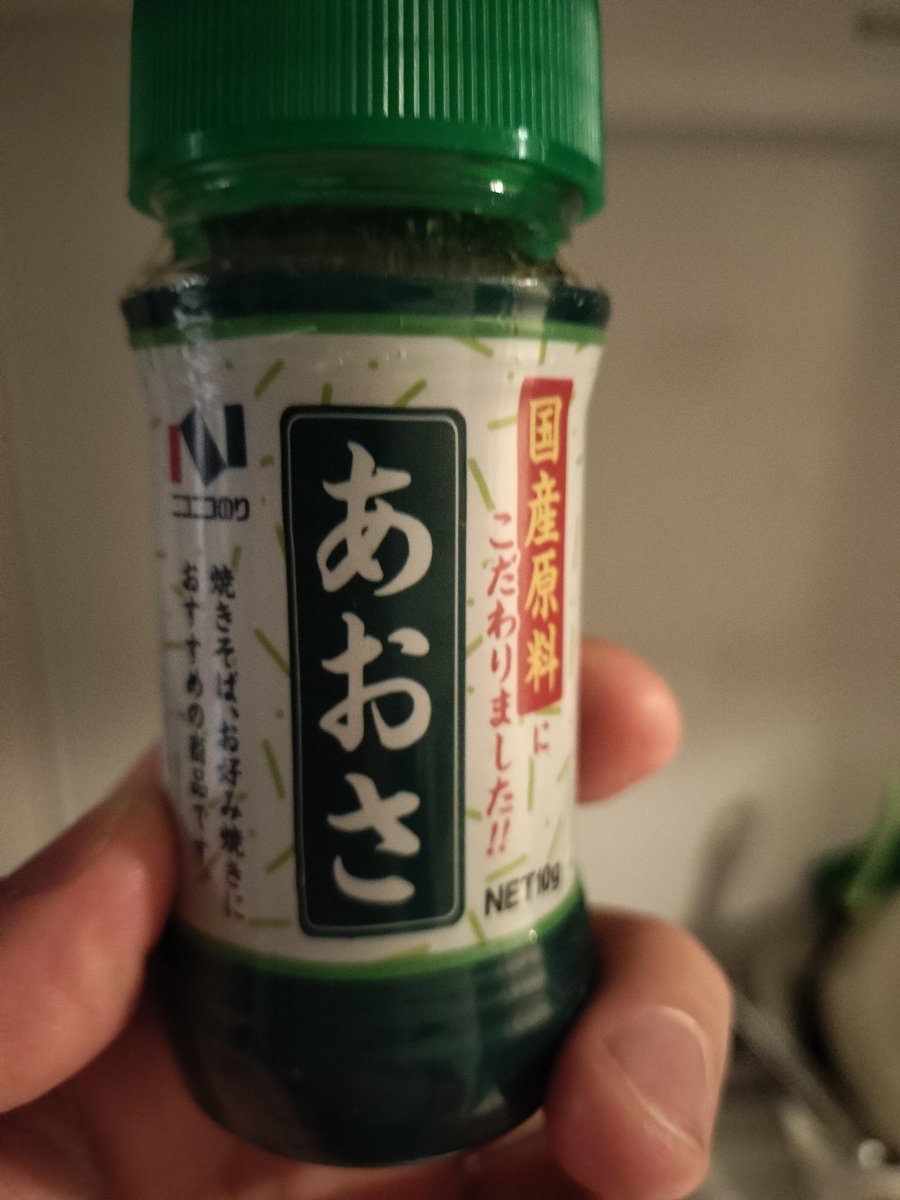 国産原料に
こだわりました!!
あおさ
ニコニコのり
焼きそば、お好み焼きに
おすすめの商品です。
NET10g